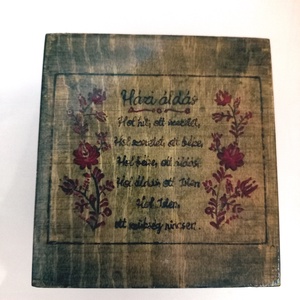 Házi áldás
Hol hit, ott szeretet,
Hol szeretet, ott béke,
Hol béke, ott áldás,
Hol áldás, ott Isten
Hol Isten,
ott szükség nincsen.